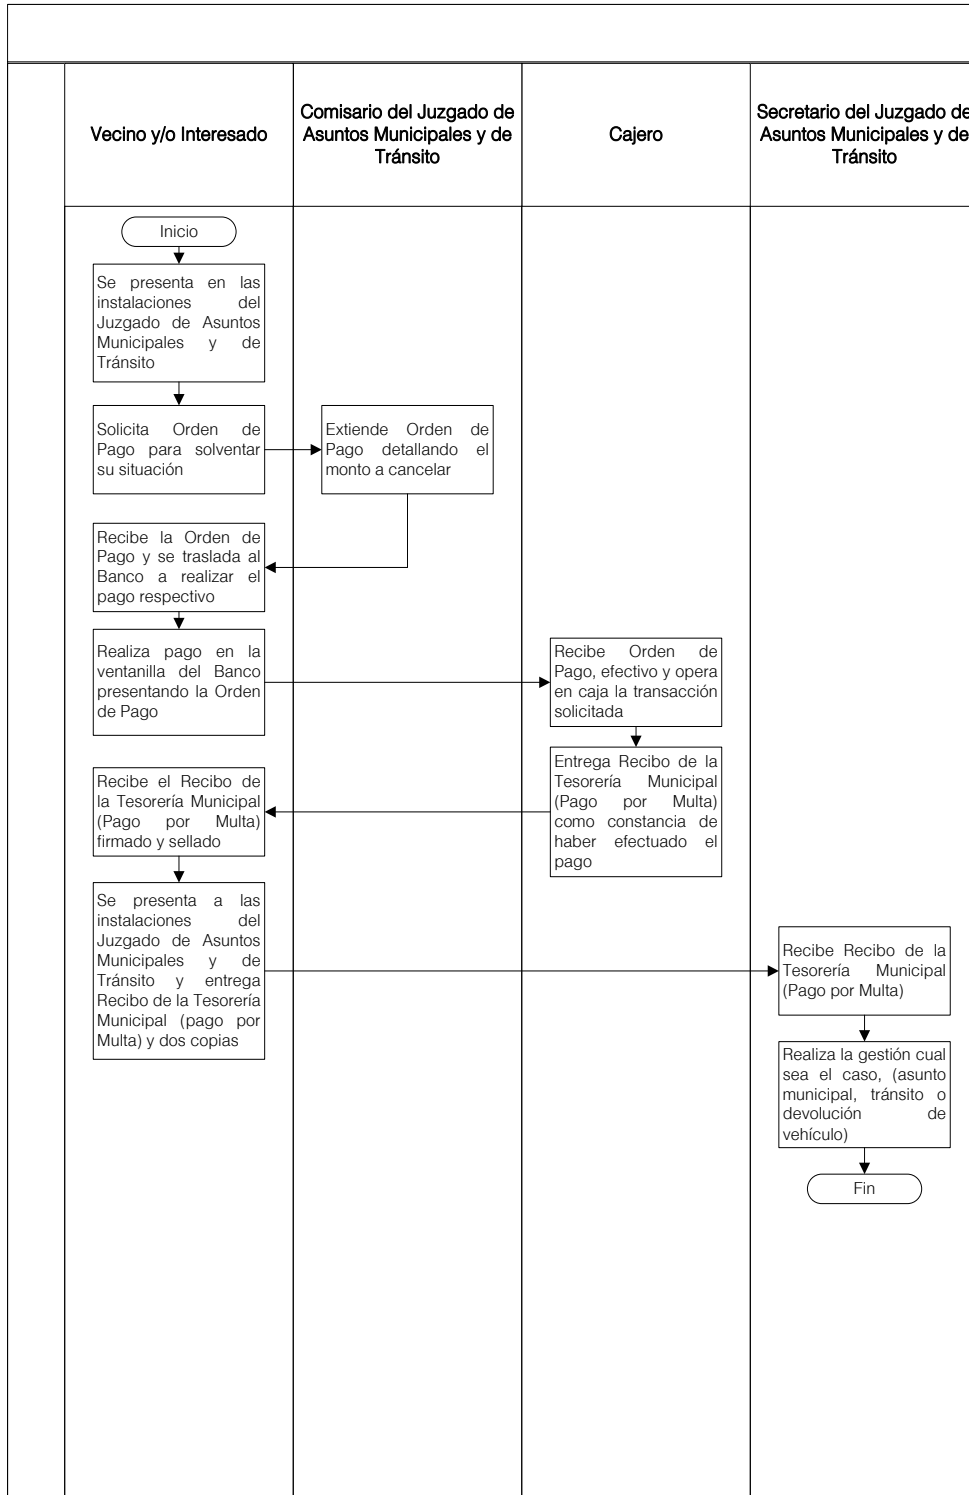 Vecino y/o Interesado
Comisario del Juzgado de
Asuntos Municipales y de
Tránsito
Cajero
Secretario del Juzgado de
Asuntos Municipales y de
Tránsito
Inicio
Se presenta en las
instalaciones del
Juzgado de Asuntos
Municipales y de
Tránsito
Solicita Orden de
Pago para solventar
su situación
Extiende Orden de
Pago detallando el
monto a cancelar
Recibe la Orden de
Pago y se traslada al
Banco a realizar el
pago respectivo
Realiza pago en la
ventanilla del Banco
presentando la Orden
de Pago
Recibe Orden de
Pago, efectivo y opera
en caja la transacción
solicitada
Entrega Recibo de la
Tesorería Municipal
(Pago por Multa)
como constancia de
haber efectuado el
pago
Recibe el Recibo de
la Tesorería Municipal
(Pago por Multa)
firmado y sellado
Se presenta a las
instalaciones del
Juzgado de Asuntos
Municipales y de
Tránsito y entrega
Recibo de la Tesorería
Municipal (pago por
Multa) y dos copias
Recibe Recibo de la
Tesorería Municipal
(Pago por Multa)
Realiza la gestión cual
sea el caso, (asunto
municipal, tránsito o
devolución de
vehículo)
Fin